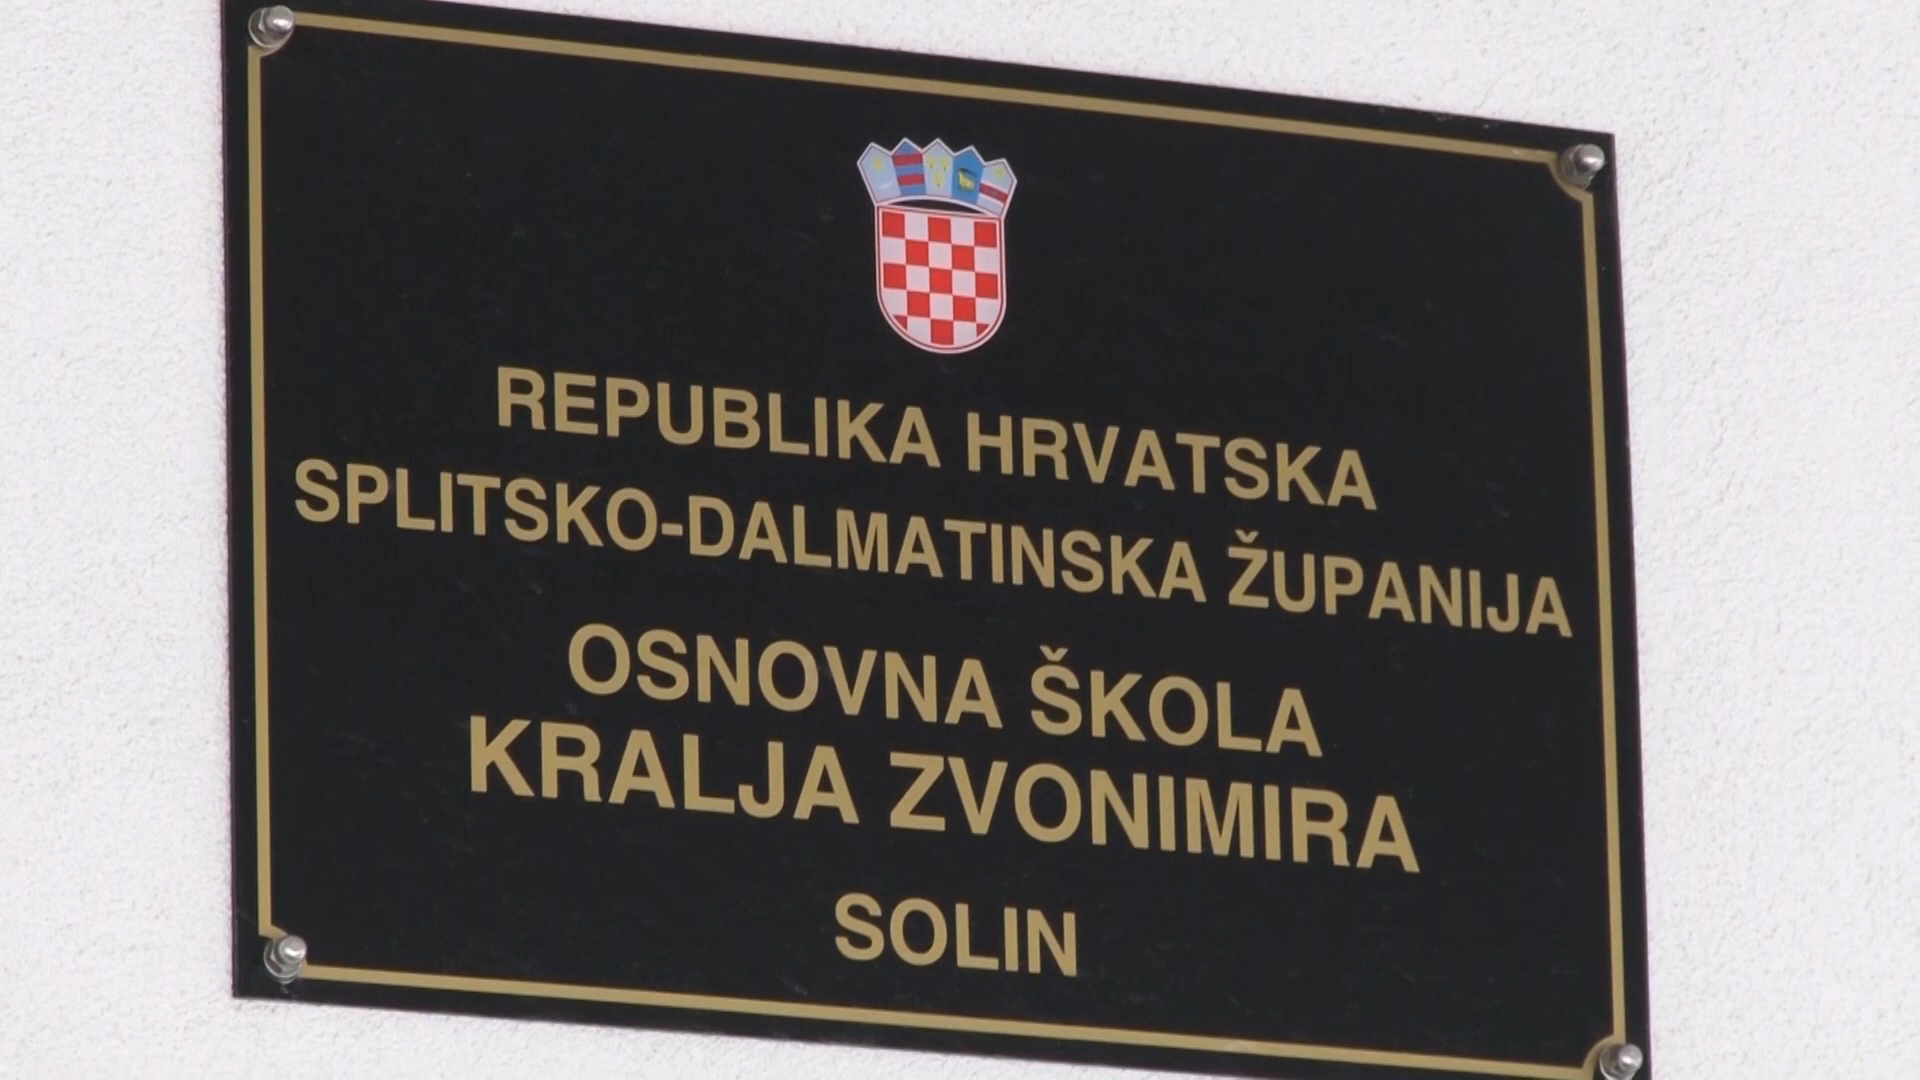 REPUBLIKA HRVATSKA
SPLITSKO-DALMATINSKA ŽUPANIJA
OSNOVNA ŠKOLA
KRALJA ZVONIMIRA
SOLIN